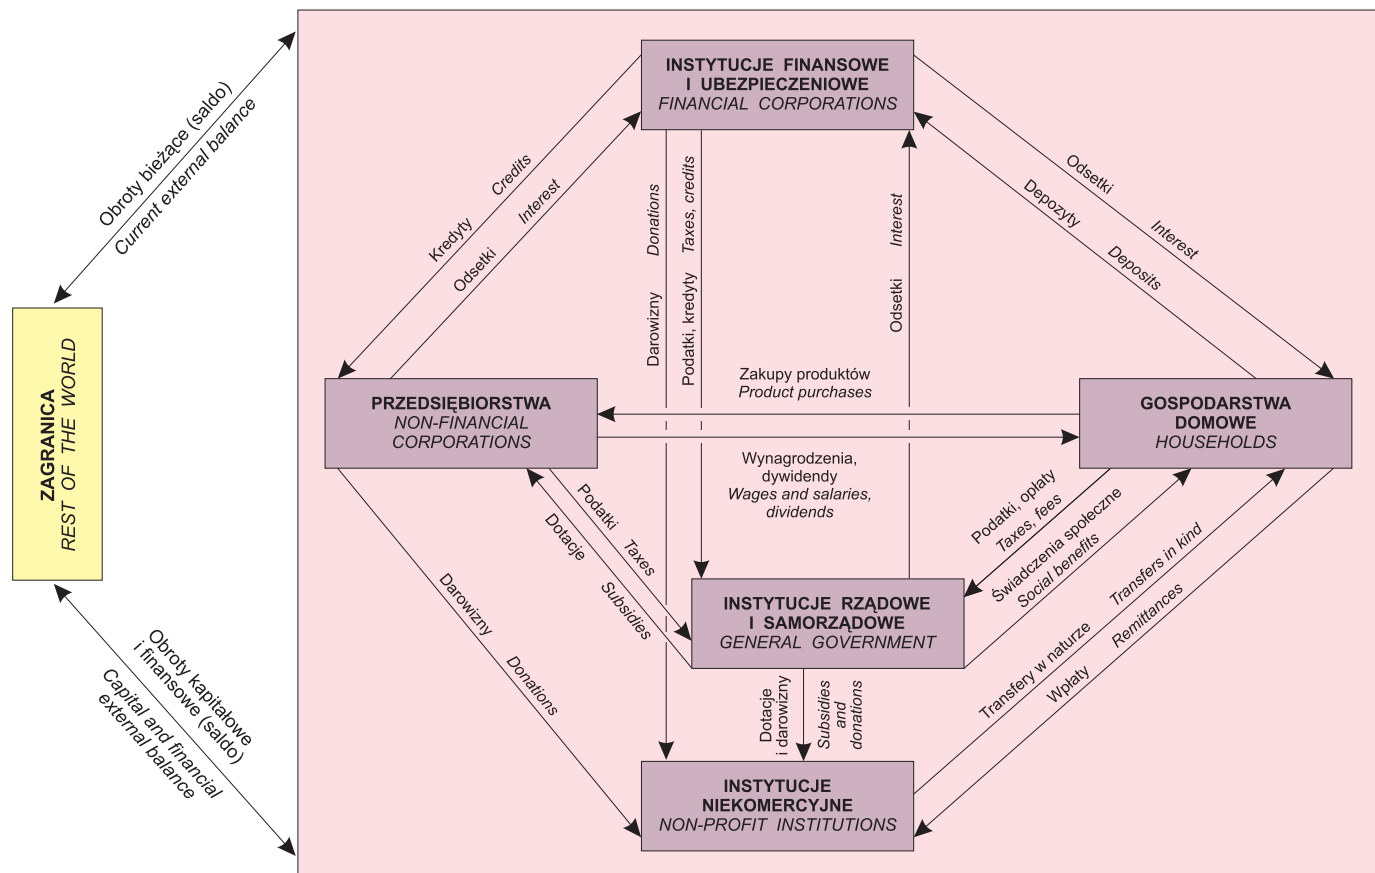 INSTYTUCJE FINANSOWE
I UBEZPIECZENIOWE
FINANCIAL CORPORATIONS
Obroty bieżące (saldo)
Current external balance
Kredyty Credits
Odsetki Interest
Darowizny Donations
Podatki, kredyty Taxes, credits
Odsetki Interest
Odsetki Interest
Depozyty Deposits
ZAGRANICA
REST OF THE WORLD
PRZEDSIĘBIORSTWA
NON-FINANCIAL
CORPORATIONS
Zakupy produktów
Product purchases
GOSPODARSTWA
DOMOWE
HOUSEHOLDS
Wynagrodzenia,
dywidendy
Wages and salaries,
dividends
Podatki Taxes
Dotacje Subsidies
Podatki, opłaty
Taxes, fees
Świadczenia społeczne
Social benefits
Darowizny Donations
INSTYTUCJE RZĄDOWE
I SAMORZĄDOWE
GENERAL GOVERNMENT
Transfery w naturze Transfers in kind
Wpłaty Remittances
Obroty kapitałowe
i finansowe (saldo)
Capital and financial
external balance
Dotacje
i darowizny
Subsidies
and
donations
INSTYTUCJE
NIEKOMERCYJNE
NON-PROFIT INSTITUTIONS